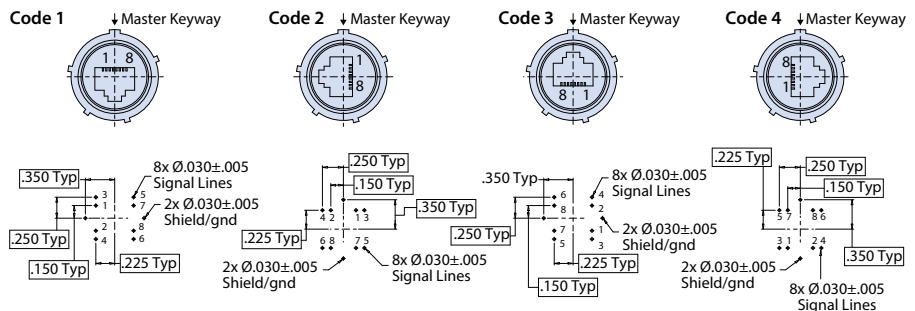 Code 1
Master Keyway
1 8
.350 Typ
3 5
1 7
2 8
4 6
8x Ø.030±.005
Signal Lines
2x Ø.030±.005
Shield/gnd
.250 Typ
.150 Typ
.225 Typ
Code 2
Master Keyway
1
8
.250 Typ
.150 Typ
.350 Typ
4 2 1 3
.225 Typ
6 8 7 5
2x Ø.030±.005
Shield/gnd
8x Ø.030±.005
Signal Lines
Code 3
Master Keyway
8 1
.350 Typ
6 4
8 2
7 1
5 3
8x Ø.030±.005
Signal Lines
2x Ø.030±.005
Shield/gnd
.250 Typ
.225 Typ
.150 Typ
Code 4
Master Keyway
8
1
.225 Typ
.250 Typ
.150 Typ
5 7 8 6
3 1 2 4
.350 Typ
2x Ø.030±.005
Shield/gnd
8x Ø.030±.005
Signal Lines